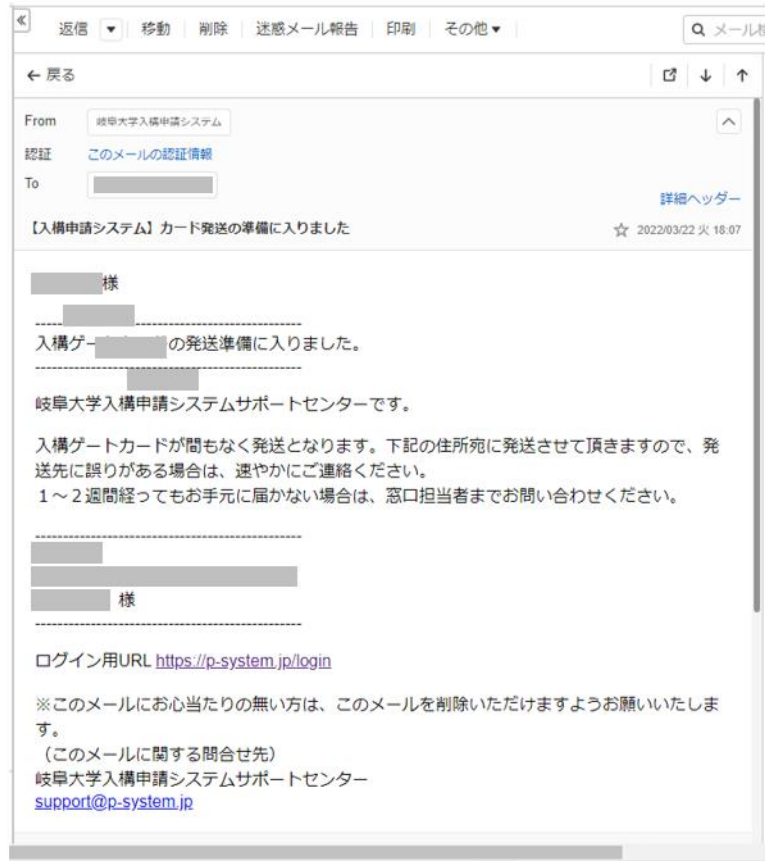 返信 ▼ 移動 削除 迷惑メール報告 印刷 その他▼ メール
← 戻る
From 岐阜大学入構申請システム
認証 このメールの認証情報
To
詳細ヘッダー
【入構申請システム】カード発送の準備に入りました 2022/03/22 火 18:07
様
--------------------------------------------------
入構ゲー の発送準備に入りました。
--------------------------------------------------
岐阜大学入構申請システムサポートセンターです。
入構ゲートカードが間もなく発送となります。下記の住所宛に発送させて頂きますので、発
送先に誤りがある場合は、速やかにご連絡ください。
1～2週間経ってもお手元に届かない場合は、窓口担当者までお問い合わせください。
--------------------------------------------------
様
--------------------------------------------------
ログイン用URL https://p-system.jp/login
※このメールにお心当たりの無い方は、このメールを削除いただけますようお願いいたしま
す。
（このメールに関する問合せ先）
岐阜大学入構申請システムサポートセンター
support@p-system.jp